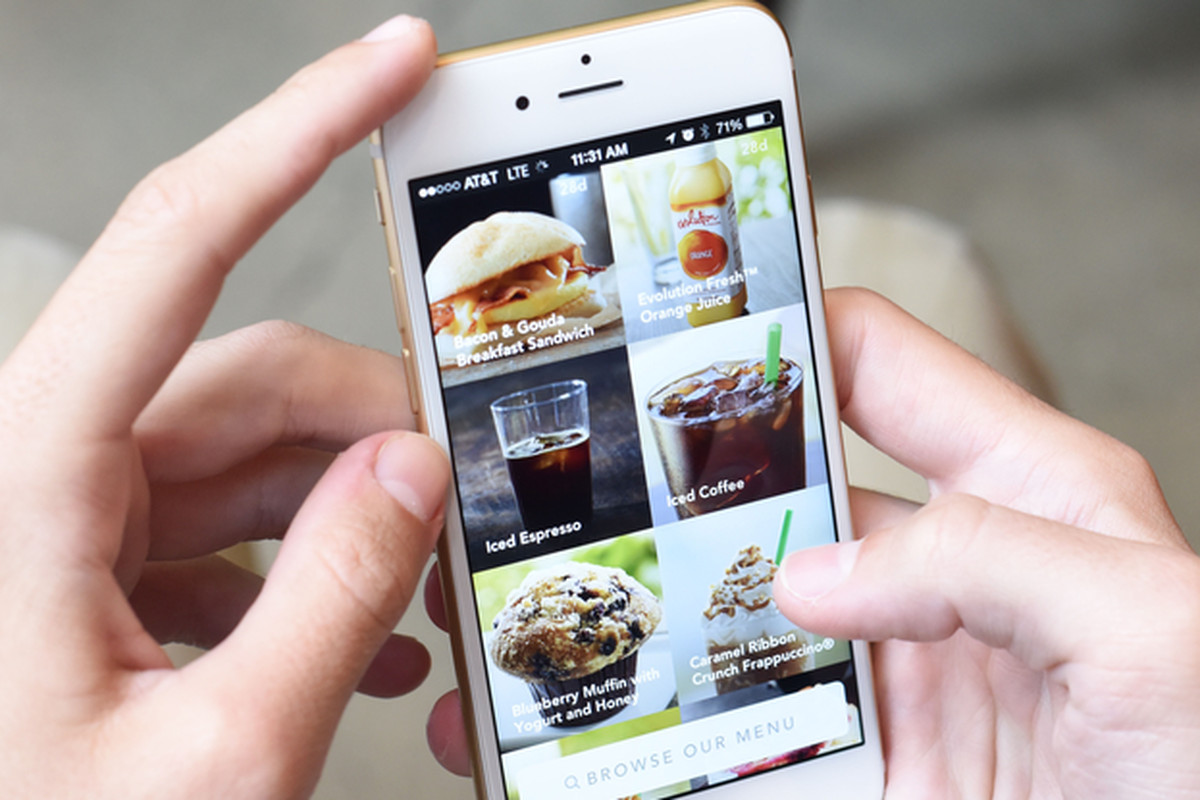 AT&T LTE 11:31 AM 71%
28d
28d
Bacon & Gouda
Breakfast Sandwich
evolution
ORANGE
Evolution Fresh™
Orange Juice
Iced Espresso
Iced Coffee
Blueberry Muffin with
Yogurt and Honey
Caramel Ribbon
Crunch Frappuccino®
BROWSE OUR MENU